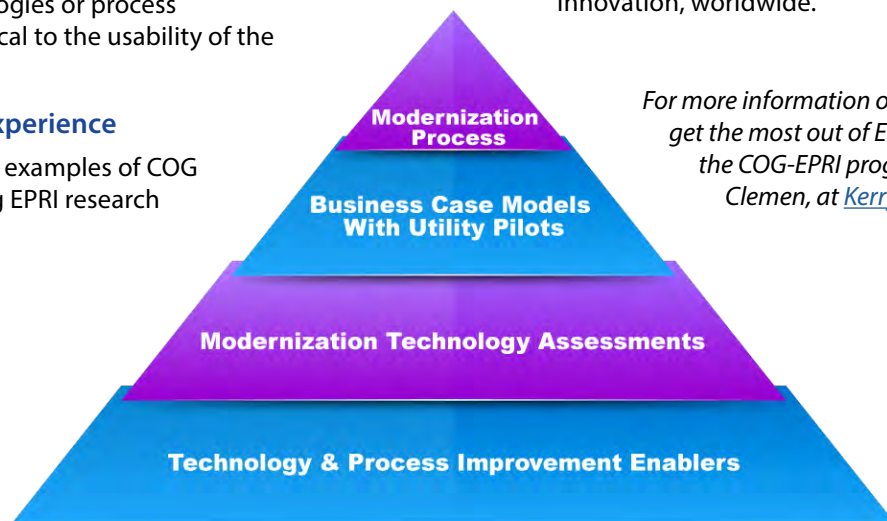 ogies or process
cal to the usability of the
xperience
examples of COG
g EPRI research
innovation, worldwide.
For more information o
get the most out of E
the COG-EPRI prog
Clemen, at Kerry
Modernization
Process
Business Case Models
With Utility Pilots
Modernization Technology Assessments
Technology & Process Improvement Enablers